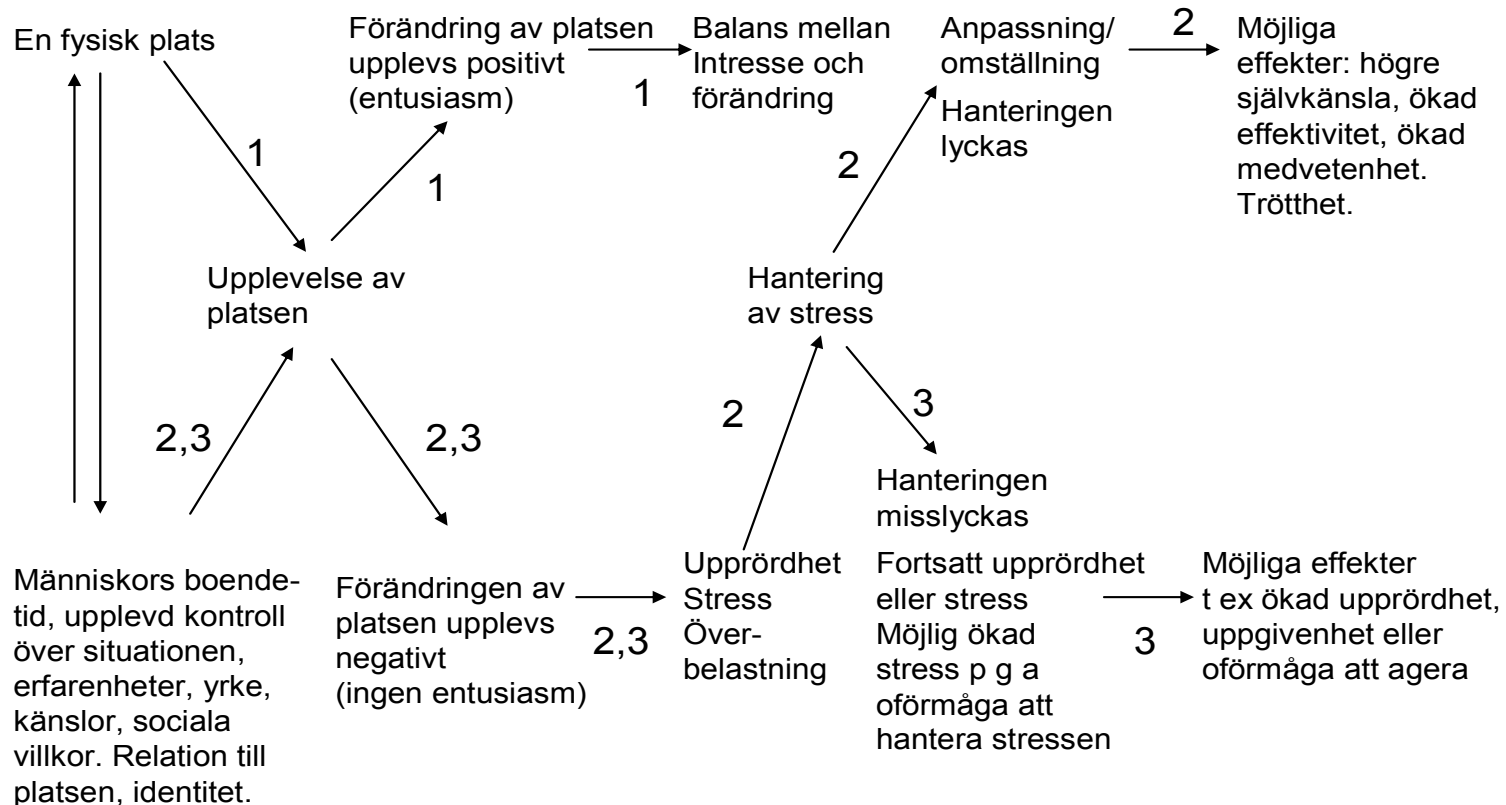 En fysisk plats
Förändring av platsen
upplevs positivt
(entusiasm)
1
Balans mellan
Intresse och
förändring
Anpassning/
omställning
Hanteringen
lyckas
2
Möjliga
effekter: högre
självkänsla, ökad
effektivitet, ökad
medvetenhet.
Trötthet.
1
1
2
Upplevelse av
platsen
Hantering
av stress
2,3
2,3
2
3
Hanteringen
misslyckas
Människors boende-
tid, upplevd kontroll
över situationen,
erfarenheter, yrke,
känslor, sociala
villkor. Relation till
platsen, identitet.
Förändringen av
platsen upplevs
negativt
(ingen entusiasm)
2,3
Upprördhet
Stress
Över-
belastning
Fortsatt upprördhet
eller stress
Möjlig ökad
stress p g a
oförmåga att
hantera stressen
3
Möjliga effekter
t ex ökad upprördhet,
uppgivenhet eller
oförmåga att agera